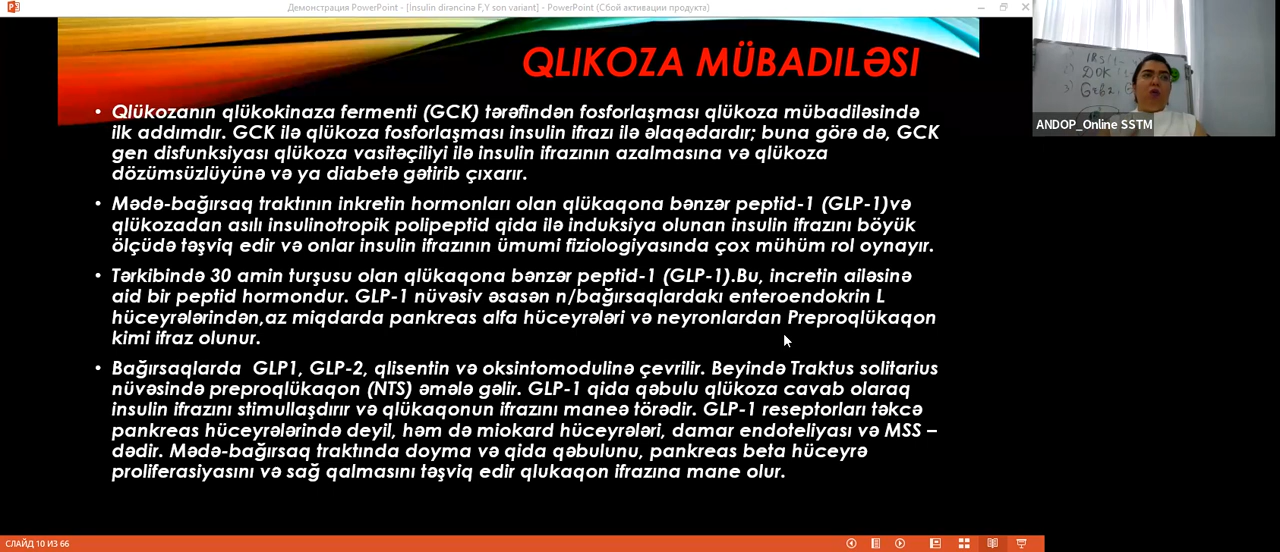 Демонстрация PowerPoint - [Insulin dirəncinə F,Y son variant] - PowerPoint (Сбой активации продукта)
QLIKOZA MÜBADILƏSI
• Qlükozanın qlükokinaza fermenti (GCK) tərəfindən fosforlaşması qlükoza mübadiləsində
ilk addımdır. GCK ilə qlükoza fosforlaşması insulin ifrazı ilə əlaqədardır; buna görə də, GCK
gen disfunksiyası qlükoza vasitəçiliyi ilə insulin ifrazının azalmasına və qlükoza
dözümsüzlüyünə və ya diabetə gətirib çıxarır.
• Mədə-bağırsaq traktının inkretin hormonları olan qlükaqona bənzər peptid-1 (GLP-1)və
qlükozadan asılı insulinotropik polipeptid qida ilə induksiya olunan insulin ifrazını böyük
ölçüdə təşviq edir və onlar insulin ifrazının ümumi fiziologiyasında çox mühüm rol oynayır.
• Tərkibində 30 amin turşusu olan qlükaqona bənzər peptid-1 (GLP-1).Bu, incretin ailəsinə
aid bir peptid hormondur. GLP-1 nüvəsiv əsasən n/bağırsaqlardakı enteroendokrin L
hüceyrələrindən,az miqdarda pankreas alfa hüceyrələri və neyronlardan Preproqlükaqon
kimi ifraz olunur.
• Bağırsaqlarda GLP1, GLP-2, qlisentin və oksintomodulinə çevrilir. Beyində Traktus solitarius
nüvəsində preproqlükaqon (NTS) əmələ gəlir. GLP-1 qida qəbulu qlükoza cavab olaraq
insulin ifrazını stimullaşdırır və qlükaqonun ifrazını maneə törədir. GLP-1 reseptorları təkcə
pankreas hüceyrələrində deyil, həm də miokard hüceyrələri, damar endoteliyası və MSS –
dədir. Mədə-bağırsaq traktında doyma və qida qəbulunu, pankreas beta hüceyrə
proliferasiyasını və sağ qalmasını təşviq edir qlukaqon ifrazına mane olur.
ANDOP_Online SSTM
СЛАЙД 10 ИЗ 66